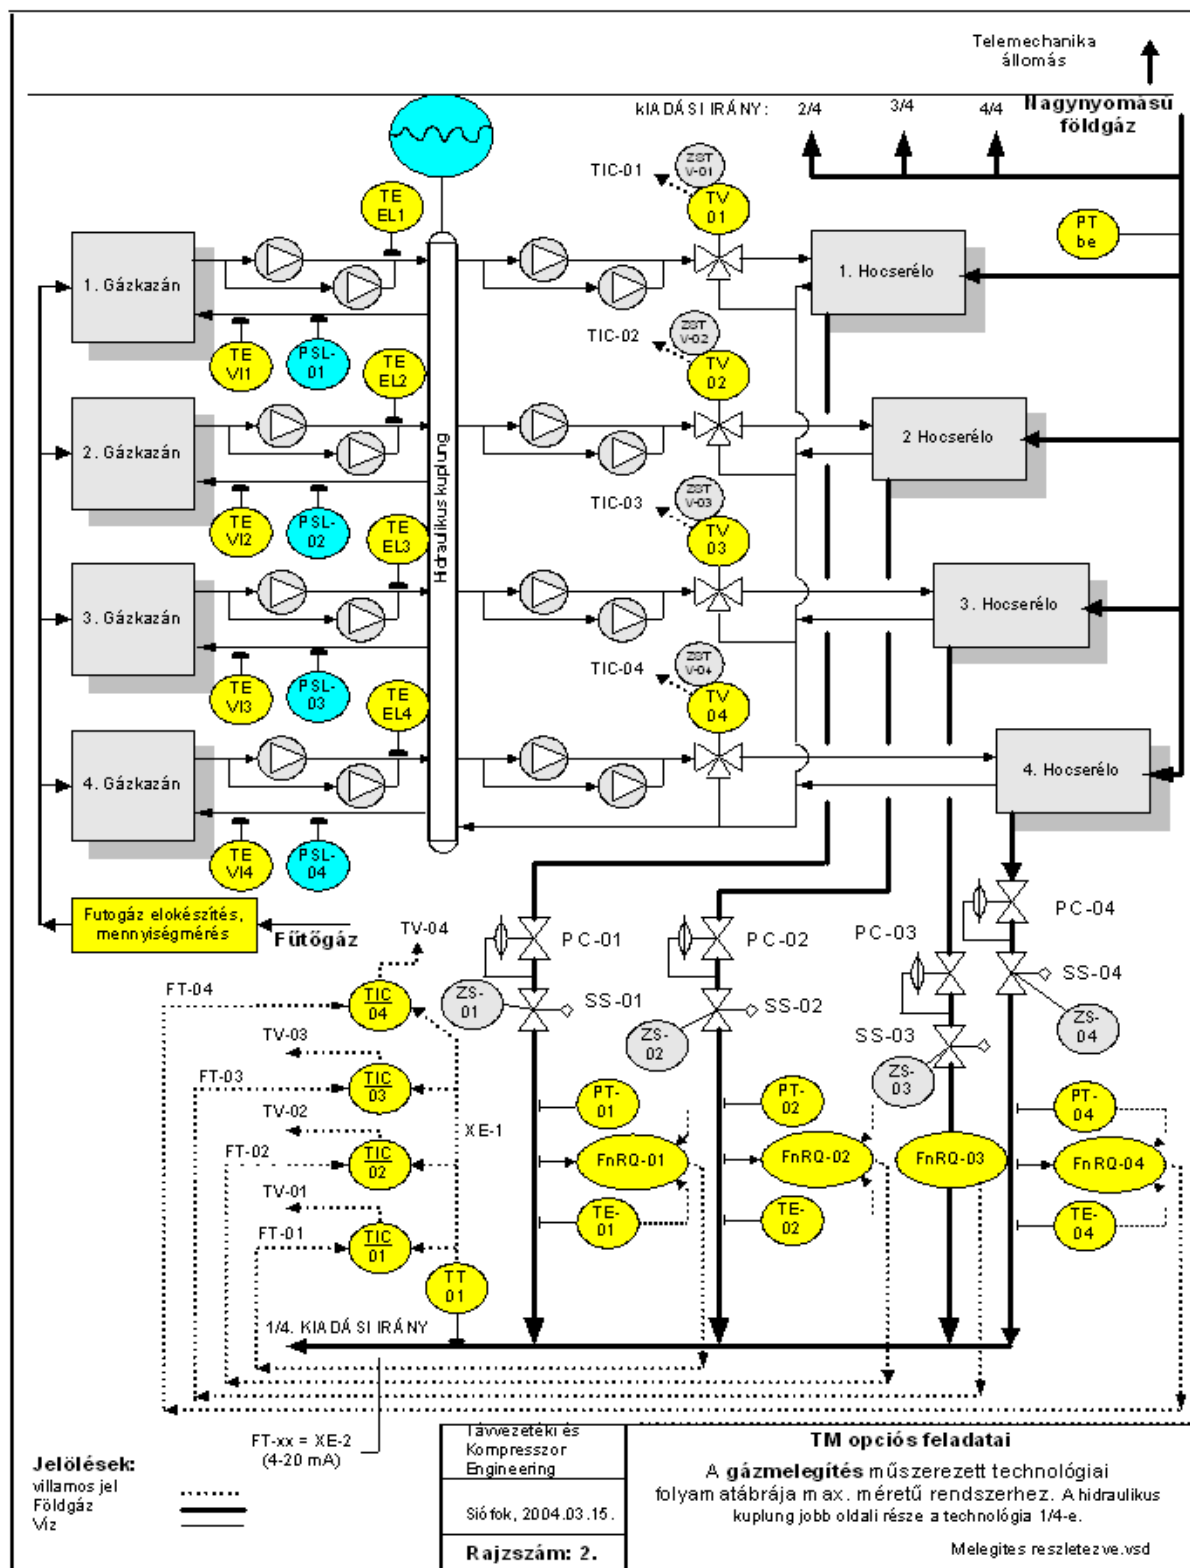 Telemechanika
állomás
KIADÁSI IRÁNY:
2/4
3/4
4/4
Nagynyomású
földgáz
TIC-01
ZST
V-01
TV
01
TE
EL1
PT
be
1. Gázkazán
1. Hocserélo
TE
VI1
PSL-
01
TE
EL2
TIC-02
ZST
V-02
TV
02
2. Gázkazán
2 Hocserélo
Hidraulikus kuplung
TE
VI2
PSL-
02
TE
EL3
TIC-03
ZST
V-03
TV
03
3. Gázkazán
3. Hocserélo
TE
VI3
PSL-
03
TE
EL4
TIC-04
ZST
V-04
TV
04
4. Gázkazán
4. Hocserélo
TE
VI4
PSL-
04
Futogáz elokészítés,
mennyiségmérés
Fűtőgáz
TV-04
PC-01
PC-02
PC-03
PC-04
FT-04
TIC
04
ZS-
01
SS-01
ZS-
02
SS-02
SS-03
ZS-
03
SS-04
ZS-
04
TV-03
FT-03
TIC
03
TV-02
FT-02
TIC
02
XE-1
TV-01
FT-01
TIC
01
TT
01
PT-
01
FnRQ-01
TE-
01
PT-
02
FnRQ-02
TE-
02
FnRQ-03
PT-
04
FnRQ-04
TE-
04
1/4. KIADÁSI IRÁNY
FT-xx = XE-2
(4-20 mA)
Jelölések:
villamos jel
Földgáz
Víz
Távvezetéki és
Kompresszor
Engineering
Siófok, 2004.03.15.
Rajzszám: 2.
TM opciós feladatai
A gázmelegítés műszerezett technológiai
folyamatábrája max. méretű rendszerhez. A hidraulikus
kuplung jobb oldali része a technológia 1/4-e.
Melegites reszletezve.vsd